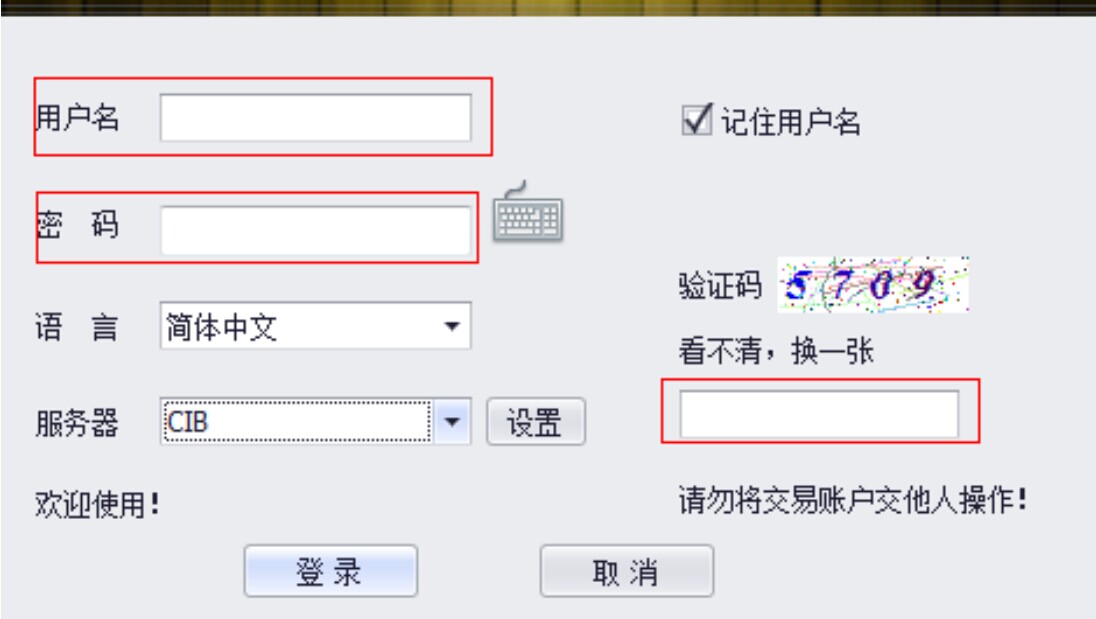 用户名
记住用户名
密 码
验证码 5709
语 言 简体中文
看不清，换一张
服务器 CIB 设置
欢迎使用!
请勿将交易账户交他人操作!
登 录 取 消